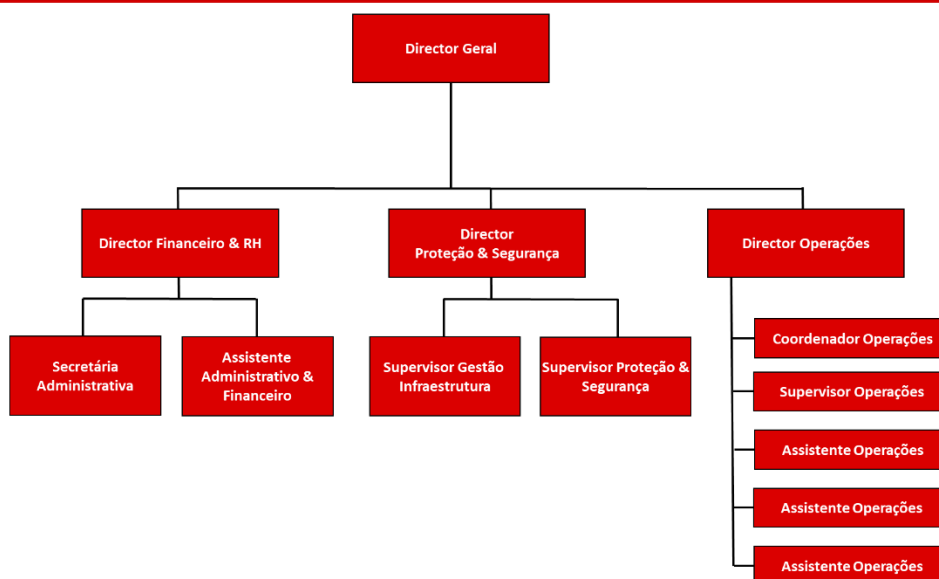 Director Geral
Director Financeiro & RH
Director
Proteção & Segurança
Director Operações
Secretária
Administrativa
Assistente
Administrativo &
Financeiro
Supervisor Gestão
Infraestrutura
Supervisor Proteção &
Segurança
Coordenador Operações
Supervisor Operações
Assistente Operações
Assistente Operações
Assistente Operações